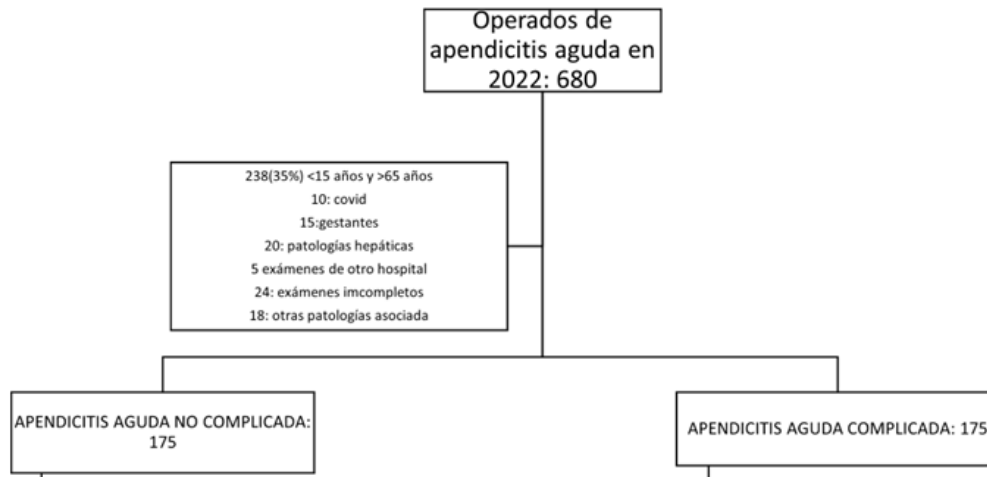 Operados de
apendicitis aguda en
2022: 680
238(35%) <15 años y >65 años
10: covid
15:gestantes
20: patologías hepáticas
5 exámenes de otro hospital
24: exámenes imcompletos
18: otras patologías asociada
APENDICITIS AGUDA NO COMPLICADA:
175
APENDICITIS AGUDA COMPLICADA: 175